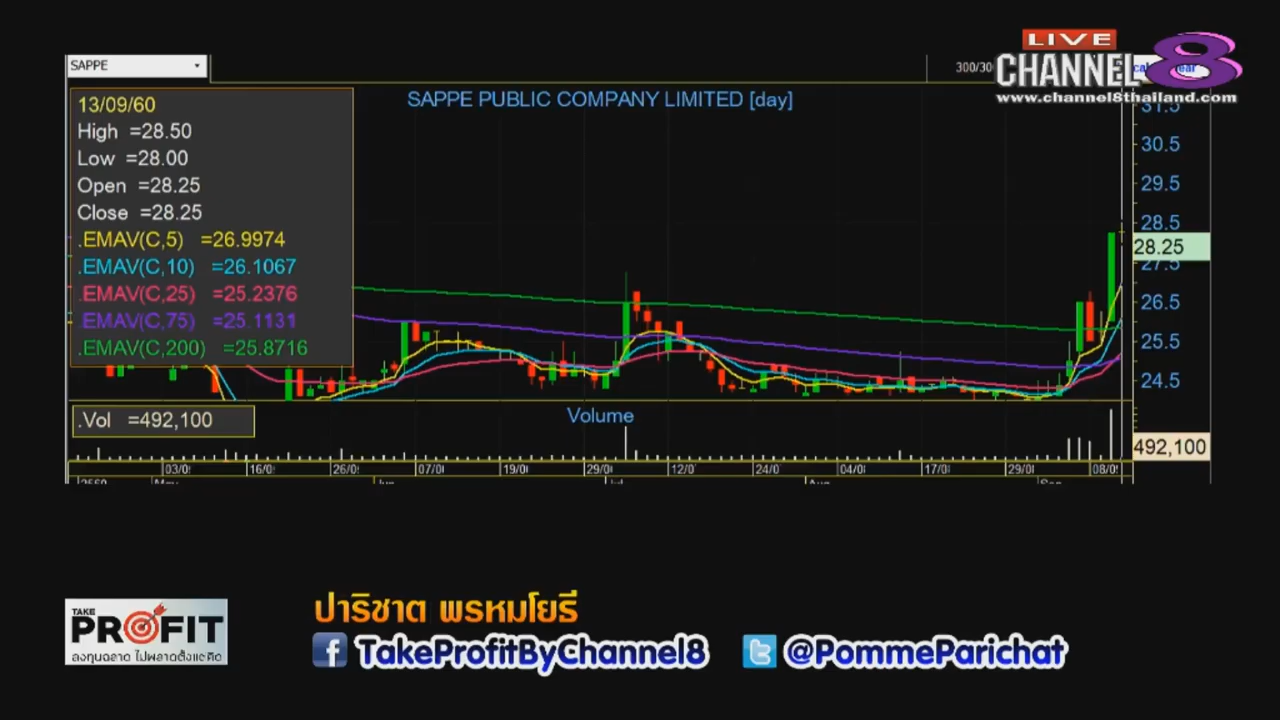 LIVE
CHANNEL 8
www.channel8thailand.com
SAPPE
300/30
SAPPE PUBLIC COMPANY LIMITED [day]
13/09/60
High =28.50
Low =28.00
Open =28.25
Close =28.25
.EMAV(C,5) =26.9974
.EMAV(C,10) =26.1067
.EMAV(C,25) =25.2376
.EMAV(C,75) =25.1131
.EMAV(C,200) =25.8716
31.5
30.5
29.5
28.5
28.25
27.5
26.5
25.5
24.5
.Vol =492,100
Volume
492,100
03/0 16/0 26/0 07/0 19/0 29/0 12/0 24/0 04/0 17/0 29/0 08/0
TAKE
PROFIT
ลงทุนฉลาด ไม่พลาดตั้งแต่คิด
ปาริชาต พรหมโยธี
TakeProfitByChannel8
@PommeParichat